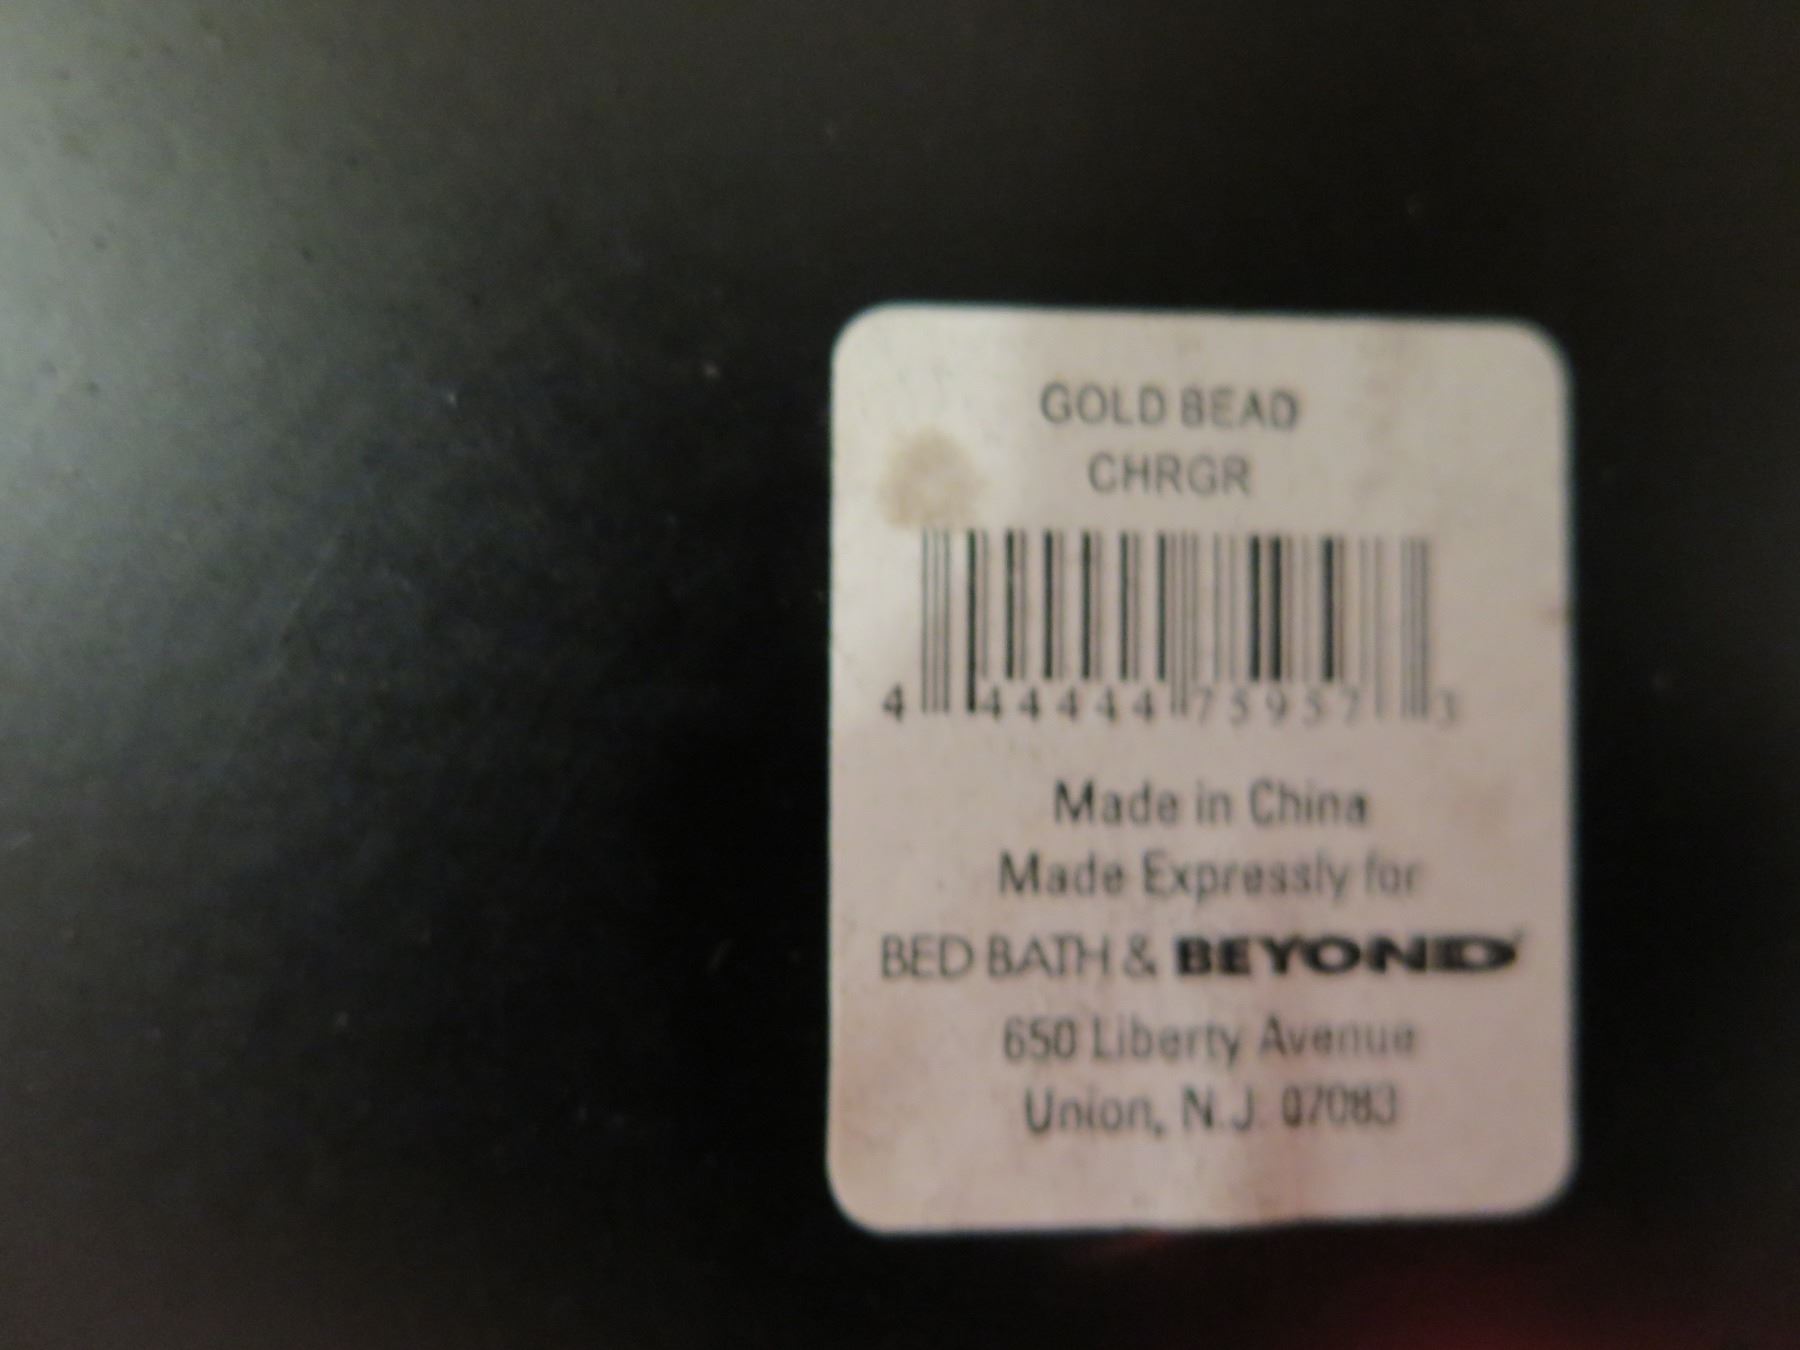 GOLD BEAD
CHRGR
4 44444 75957 3
Made in China
Made Expressly for
BED BATH & BEYOND
650 Liberty Avenue
Union, N.J. 07083